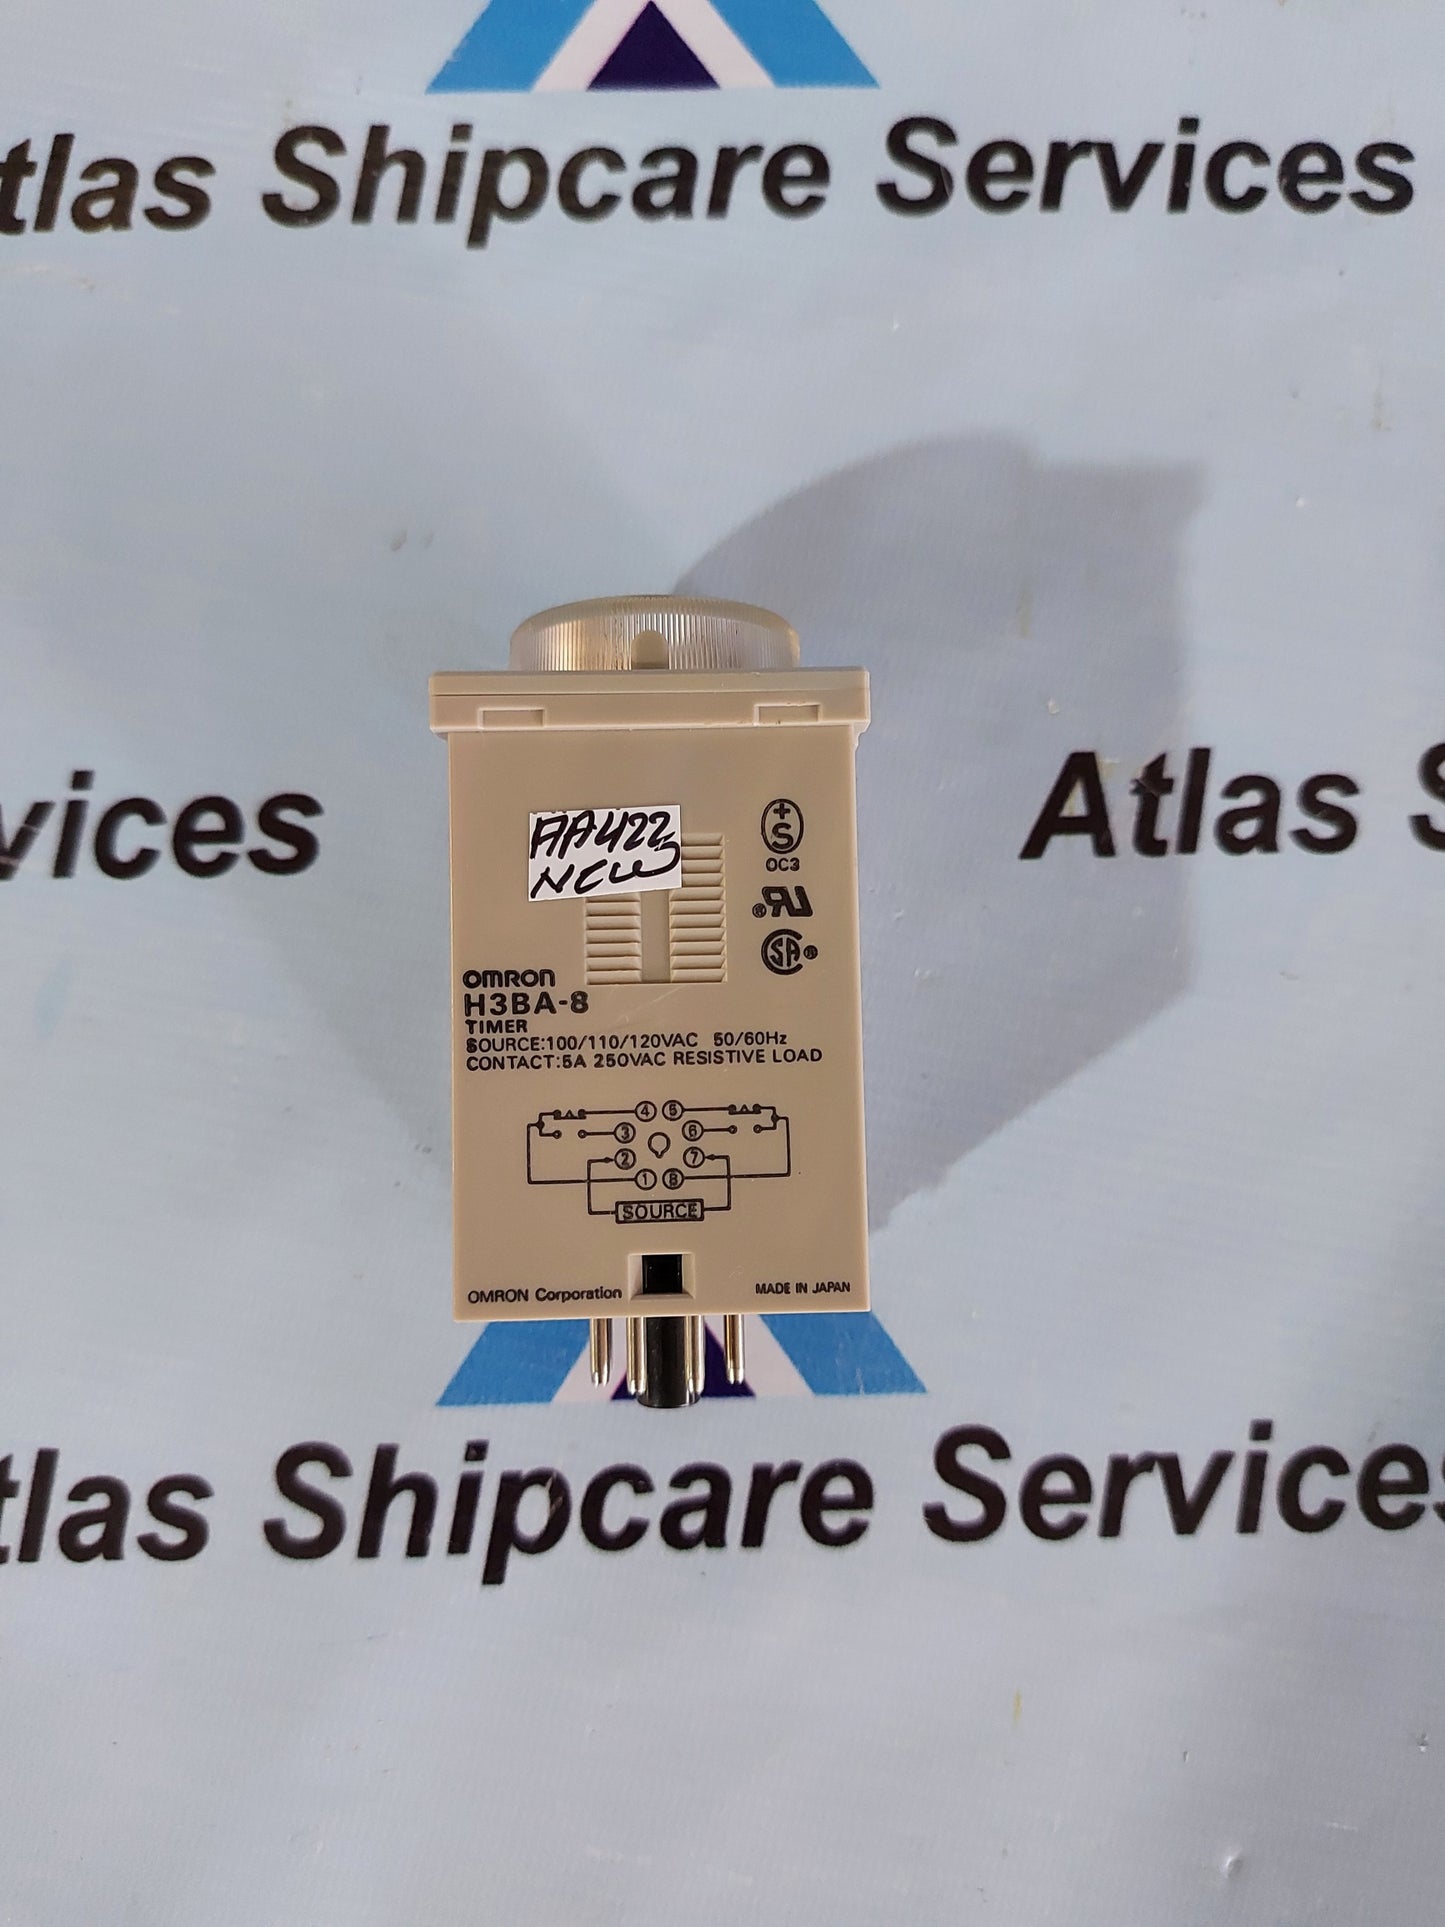 tlas Shipcare Services
vices
Atlas S
AA422
NEW
+S
OC3
OMRON
H3BA-8
TIMER
SOURCE:100/110/120VAC 50/60Hz
CONTACT:5A 250VAC RESISTIVE LOAD
4 5
3 6
2 7
1 8
SOURCE
OMRON Corporation
MADE IN JAPAN
tlas Shipcare Services